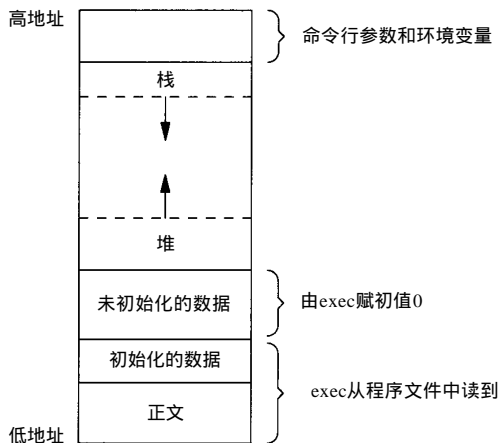 高地址
命令行参数和环境变量
栈
堆
未初始化的数据
由exec赋初值0
初始化的数据
exec从程序文件中读到
正文
低地址